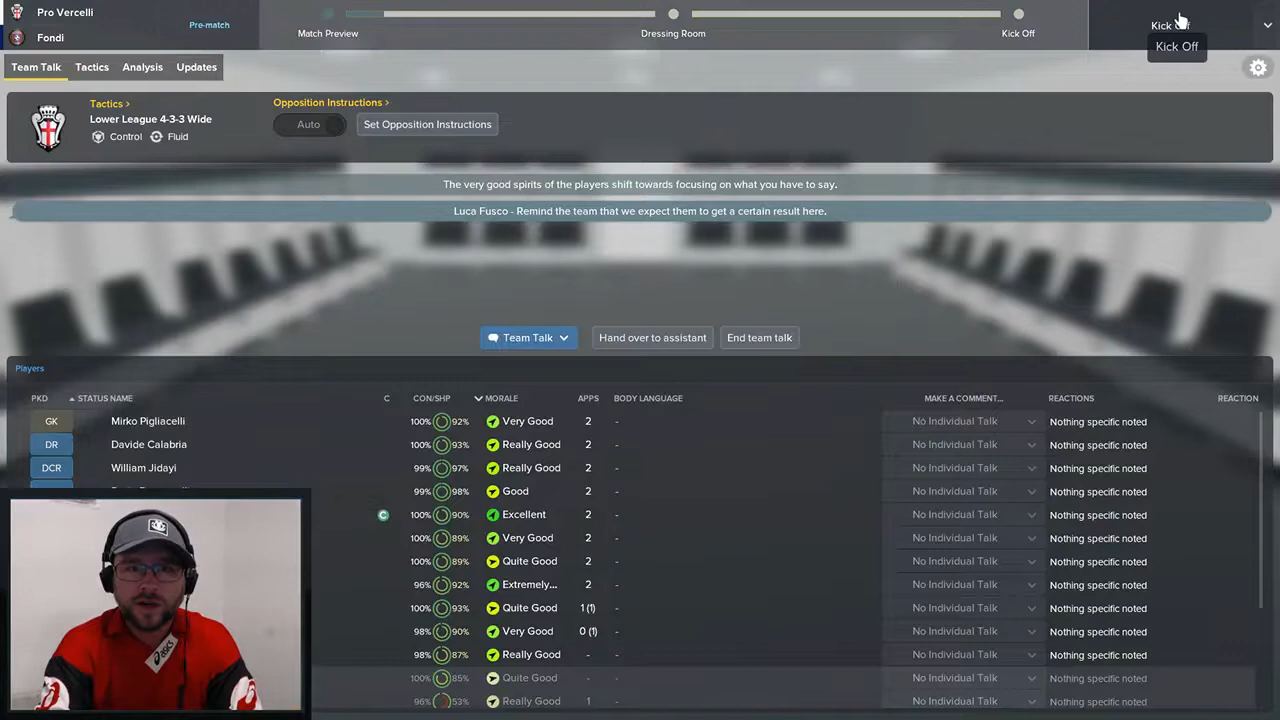 Pro Vercelli
Fondi
Pre-match
Match Preview
Dressing Room
Kick Off
Kick Off
Team Talk
Tactics
Analysis
Updates
Tactics >
Lower League 4-3-3 Wide
Control
Fluid
Opposition Instructions >
Auto
Set Opposition Instructions
The very good spirits of the players shift towards focusing on what you have to say.
Luca Fusco - Remind the team that we expect them to get a certain result here.
Team Talk
Hand over to assistant
End team talk
Players
PKD STATUS NAME C CON/SHP MORALE APPS BODY LANGUAGE MAKE A COMMENT... REACTIONS REACTION
GK Mirko Pigliacelli 100% 92% Very Good 2 - No Individual Talk Nothing specific noted
DR Davide Calabria 100% 93% Really Good 2 - No Individual Talk Nothing specific noted
DCR William Jidayi 99% 97% Really Good 2 - No Individual Talk Nothing specific noted
99% 98% Good 2 - No Individual Talk Nothing specific noted
C 100% 90% Excellent 2 - No Individual Talk Nothing specific noted
100% 89% Very Good 2 - No Individual Talk Nothing specific noted
100% 89% Quite Good 2 - No Individual Talk Nothing specific noted
96% 92% Extremely... 2 - No Individual Talk Nothing specific noted
100% 93% Quite Good 1 (1) - No Individual Talk Nothing specific noted
98% 90% Very Good 0 (1) - No Individual Talk Nothing specific noted
98% 87% Really Good - - No Individual Talk Nothing specific noted
100% 85% Quite Good - - No Individual Talk Nothing specific noted
96% 53% Really Good 1 - No Individual Talk Nothing specific noted
asics